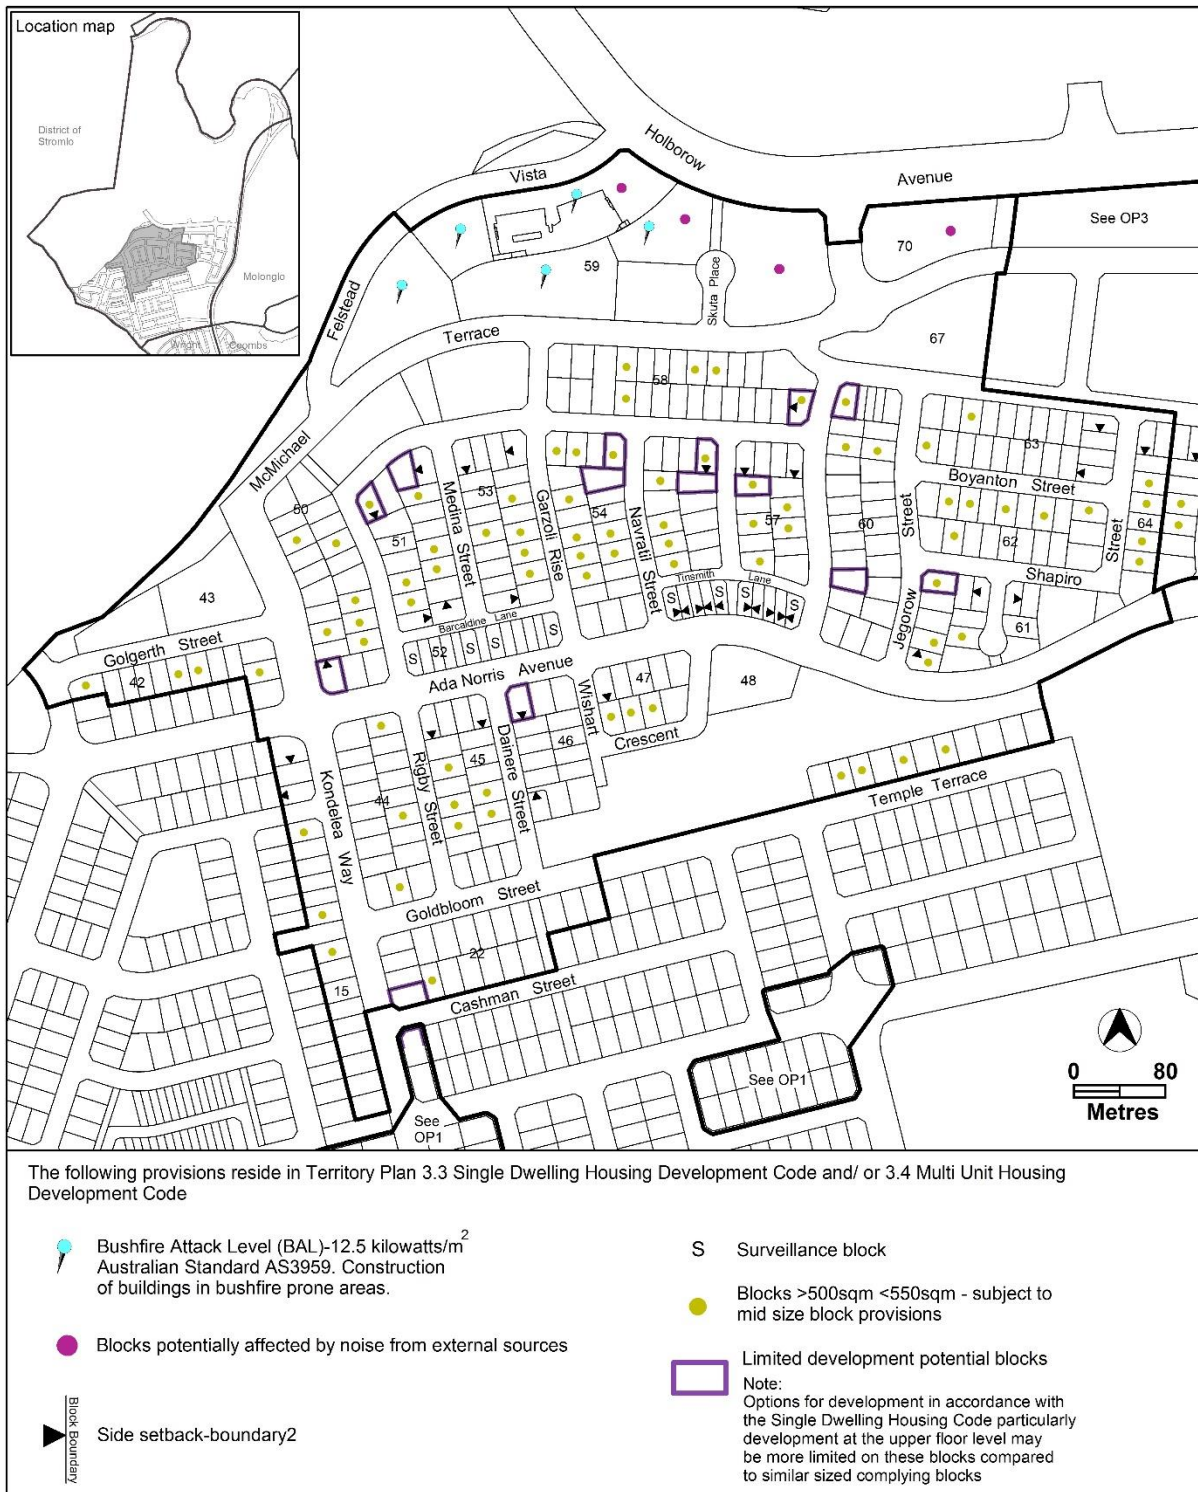 Location map
District of
Stromlo
Molonglo
Wright
Coombs
Holborow
Avenue
Vista
See OP3
70
59
Skuta Place
Felstead
Terrace
67
58
McMichael
63
50
53
Boyanton Street
Medina Street
Garzoli Rise
54
57
60
Street
64
51
Navratil Street
62
Street
Tinsmith Lane
Shapiro
43
S
S
S
S
Jegorow
61
Barcaldine Lane
Golgerth Street
S
52
S
S
S
42
Ada Norris Avenue
47
48
Wishart
Crescent
46
45
Dainere Street
Rigby Street
44
Kondelea Way
Temple Terrace
Goldbloom Street
22
15
Cashman Street
See OP1
See
OP1
0 80
Metres
The following provisions reside in Territory Plan 3.3 Single Dwelling Housing Development Code and/ or 3.4 Multi Unit Housing
Development Code
Bushfire Attack Level (BAL)-12.5 kilowatts/m2
Australian Standard AS3959. Construction
of buildings in bushfire prone areas.
Blocks potentially affected by noise from external sources
Block Boundary
Side setback-boundary2
S Surveillance block
Blocks >500sqm <550sqm - subject to
mid size block provisions
Limited development potential blocks
Note:
Options for development in accordance with
the Single Dwelling Housing Code particularly
development at the upper floor level may
be more limited on these blocks compared
to similar sized complying blocks